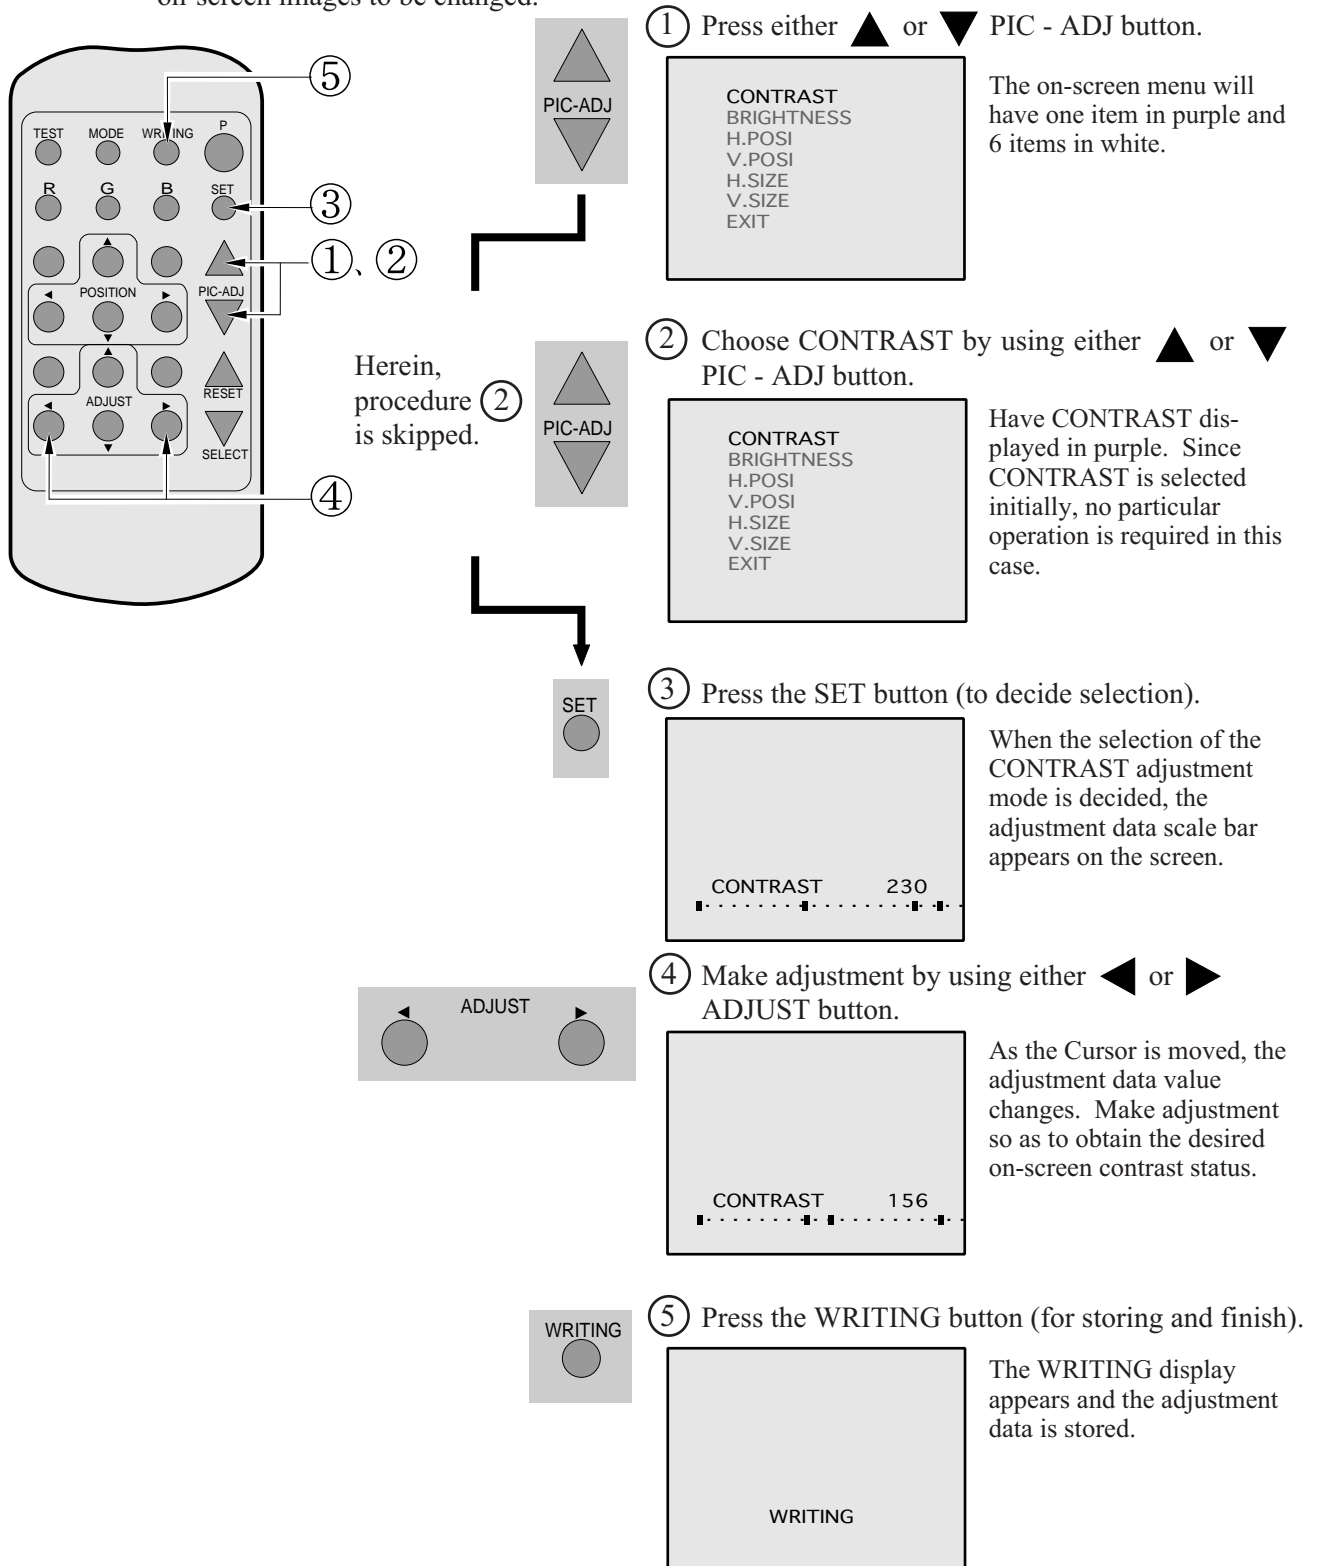 on-screen images to be changed.
① Press either ▲ or ▼ PIC - ADJ button.
PIC-ADJ
CONTRAST
BRIGHTNESS
H.POSI
V.POSI
H.SIZE
V.SIZE
EXIT
The on-screen menu will
have one item in purple and
6 items in white.
⑤
TEST MODE WRITING P
R G B SET
③
①、②
POSITION
PIC-ADJ
RESET
ADJUST
SELECT
④
Herein,
procedure ②
is skipped.
PIC-ADJ
② Choose CONTRAST by using either ▲ or ▼
PIC - ADJ button.
CONTRAST
BRIGHTNESS
H.POSI
V.POSI
H.SIZE
V.SIZE
EXIT
Have CONTRAST dis-
played in purple. Since
CONTRAST is selected
initially, no particular
operation is required in this
case.
SET
③ Press the SET button (to decide selection).
CONTRAST 230
When the selection of the
CONTRAST adjustment
mode is decided, the
adjustment data scale bar
appears on the screen.
◀ ADJUST ▶
④ Make adjustment by using either ◀ or ▶
ADJUST button.
CONTRAST 156
As the Cursor is moved, the
adjustment data value
changes. Make adjustment
so as to obtain the desired
on-screen contrast status.
WRITING
⑤ Press the WRITING button (for storing and finish).
WRITING
The WRITING display
appears and the adjustment
data is stored.